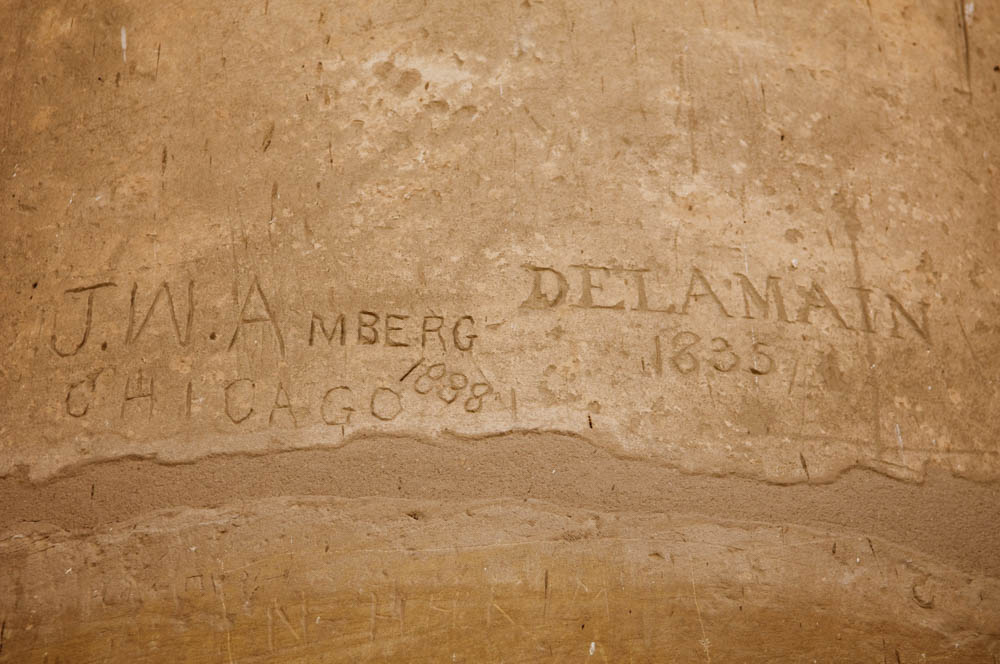 J.W. AMBERG
CHICAGO 1888
DELAMAIN
1835